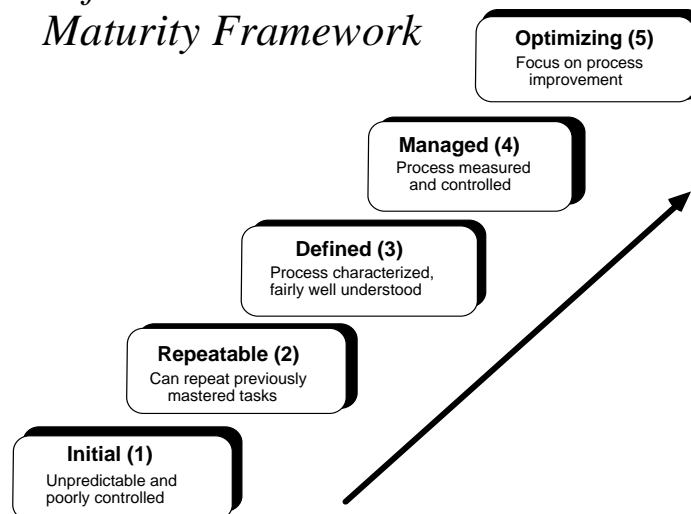 Maturity Framework
Optimizing (5)
Focus on process
improvement
Managed (4)
Process measured
and controlled
Defined (3)
Process characterized,
fairly well understood
Repeatable (2)
Can repeat previously
mastered tasks
Initial (1)
Unpredictable and
poorly controlled